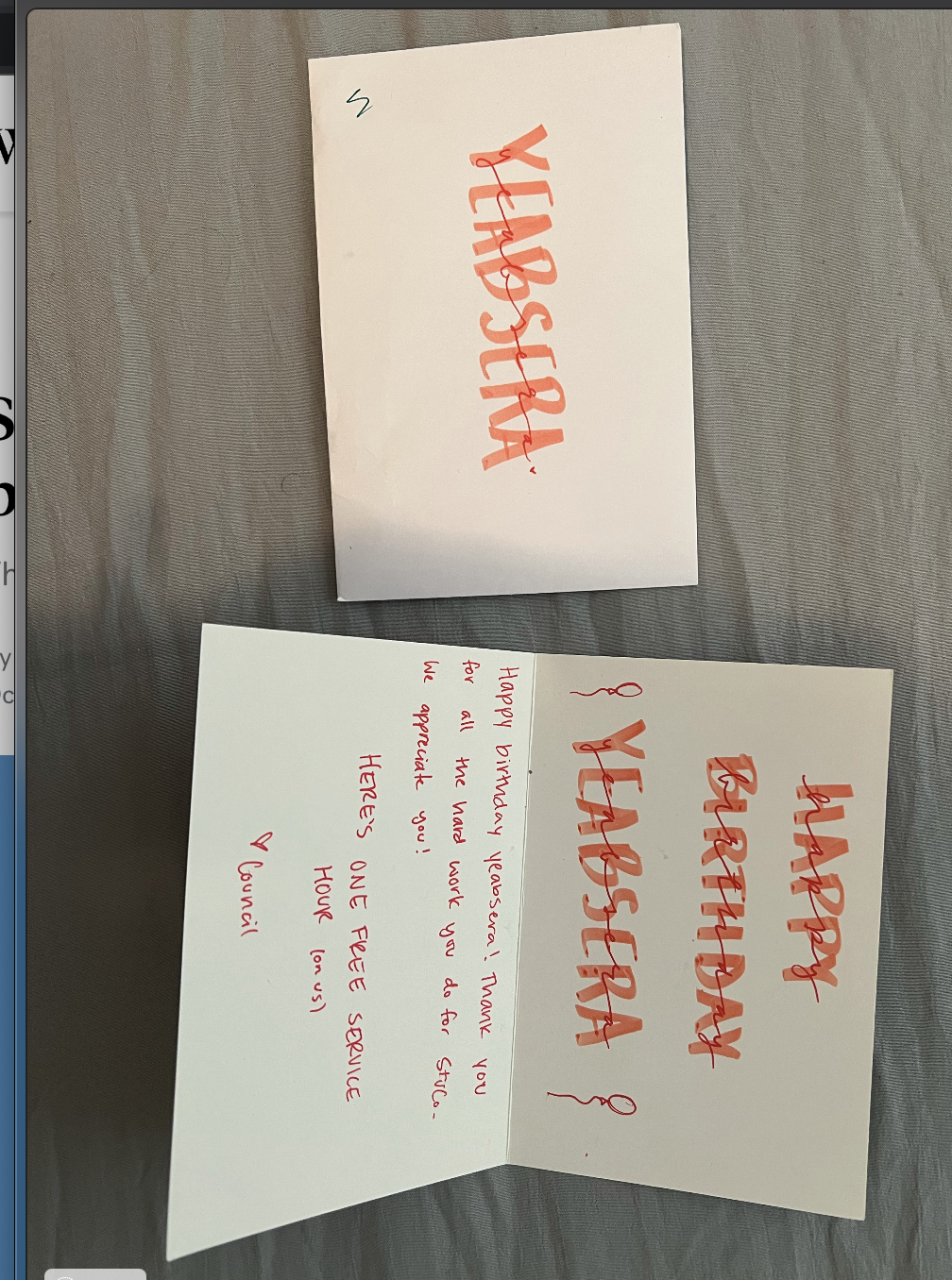 YEABSERA
yeabsera
HAPPY
happy
BIRTHDAY
birthday
YEABSERA
yeabsera
Happy birthday yeabsera! Thank you
for all the hard work you do for StuCo-
We appreciate you!
HERE'S ONE FREE SERVICE
HOUR (on us)
♡ Council